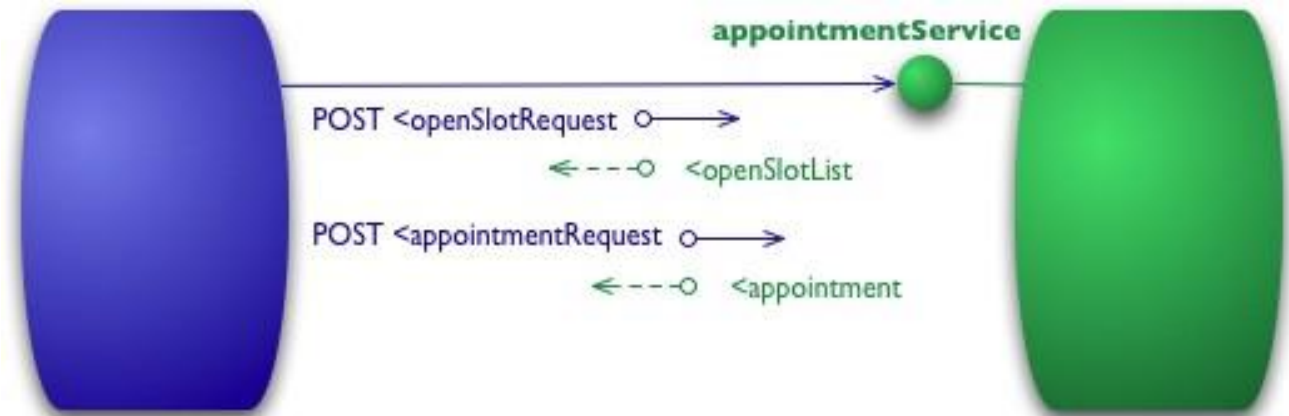 appointmentService
POST <openSlotRequest
<openSlotList
POST <appointmentRequest
<appointment